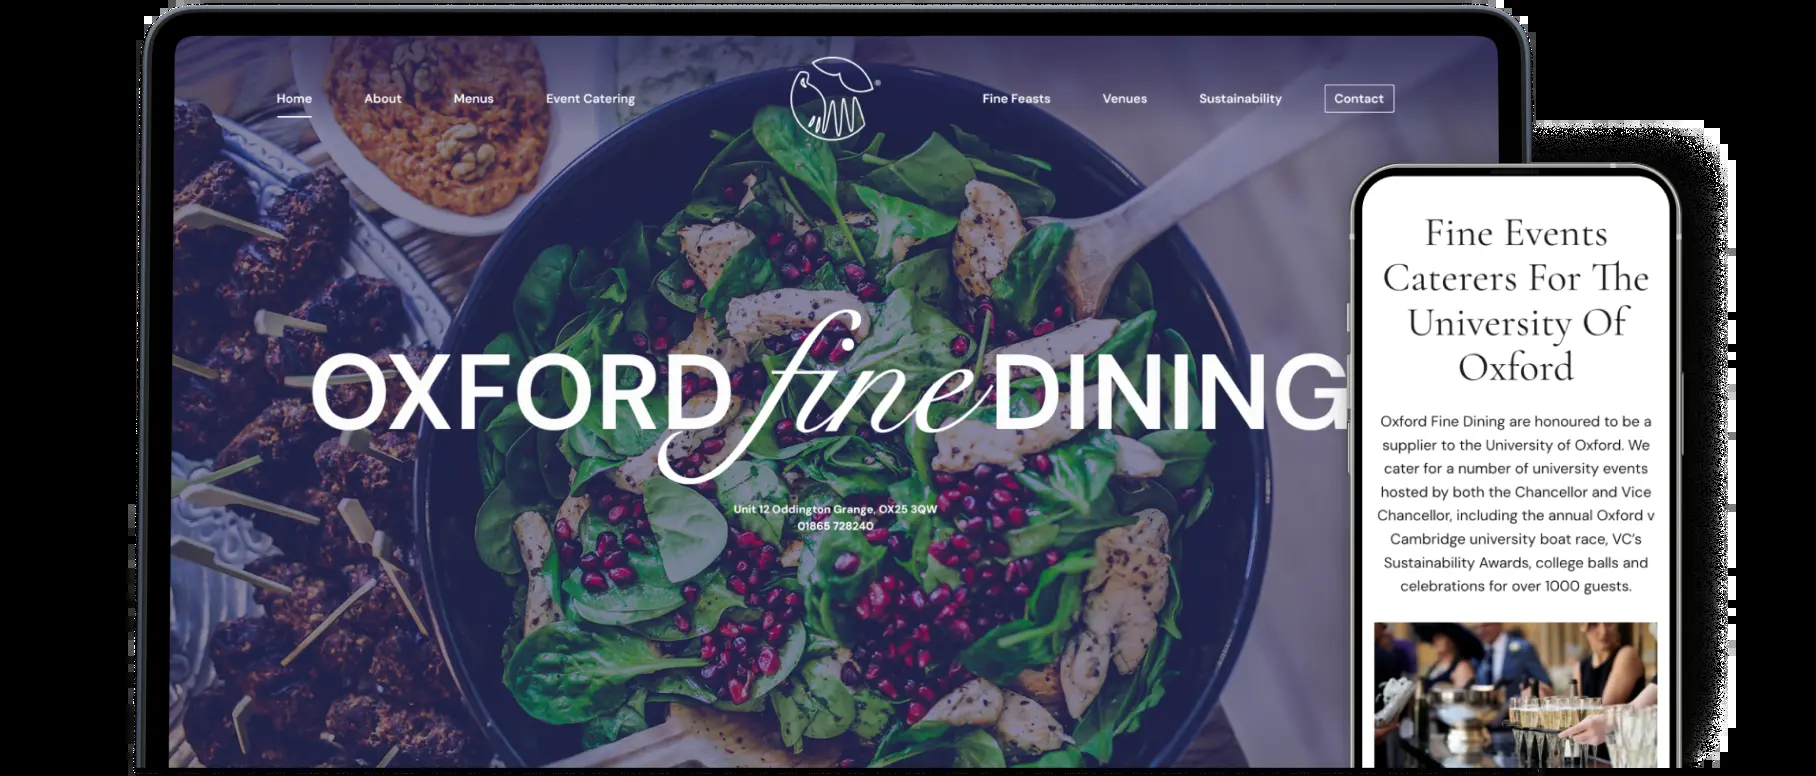 Home
About
Menus
Event Catering
Fine Feasts
Venues
Sustainability
Contact
OXFORD fine DINING
Unit 12 Oddington Grange, OX25 3QW
01865 728240
Fine Events
Caterers For The
University Of
Oxford
Oxford Fine Dining are honoured to be a
supplier to the University of Oxford. We
cater for a number of university events
hosted by both the Chancellor and Vice
Chancellor, including the annual Oxford v
Cambridge university boat race, VC's
Sustainability Awards, college balls and
celebrations for over 1000 guests.